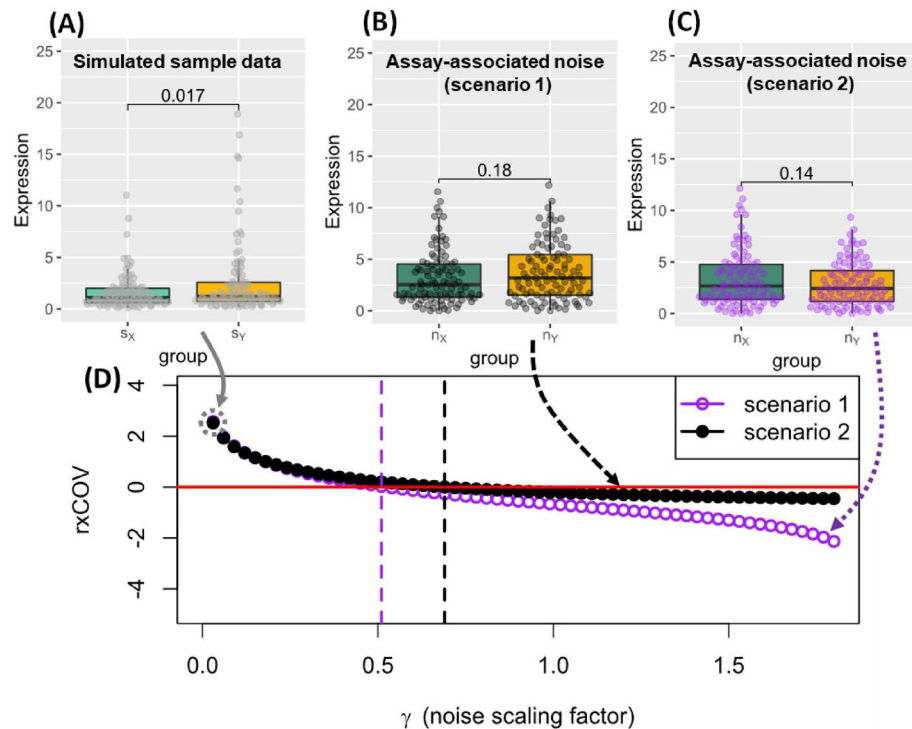 (A)
Simulated sample data
25
20
15
10
5
0
Expression
0.017
sX
sY
group
(B)
Assay-associated noise
(scenario 1)
25
20
15
10
5
0
Expression
0.18
nX
nY
group
(C)
Assay-associated noise
(scenario 2)
25
20
15
10
5
0
Expression
0.14
nX
nY
group
(D)
4
2
0
-2
-4
rxCOV
scenario 1
scenario 2
0.0
0.5
1.0
1.5
γ (noise scaling factor)